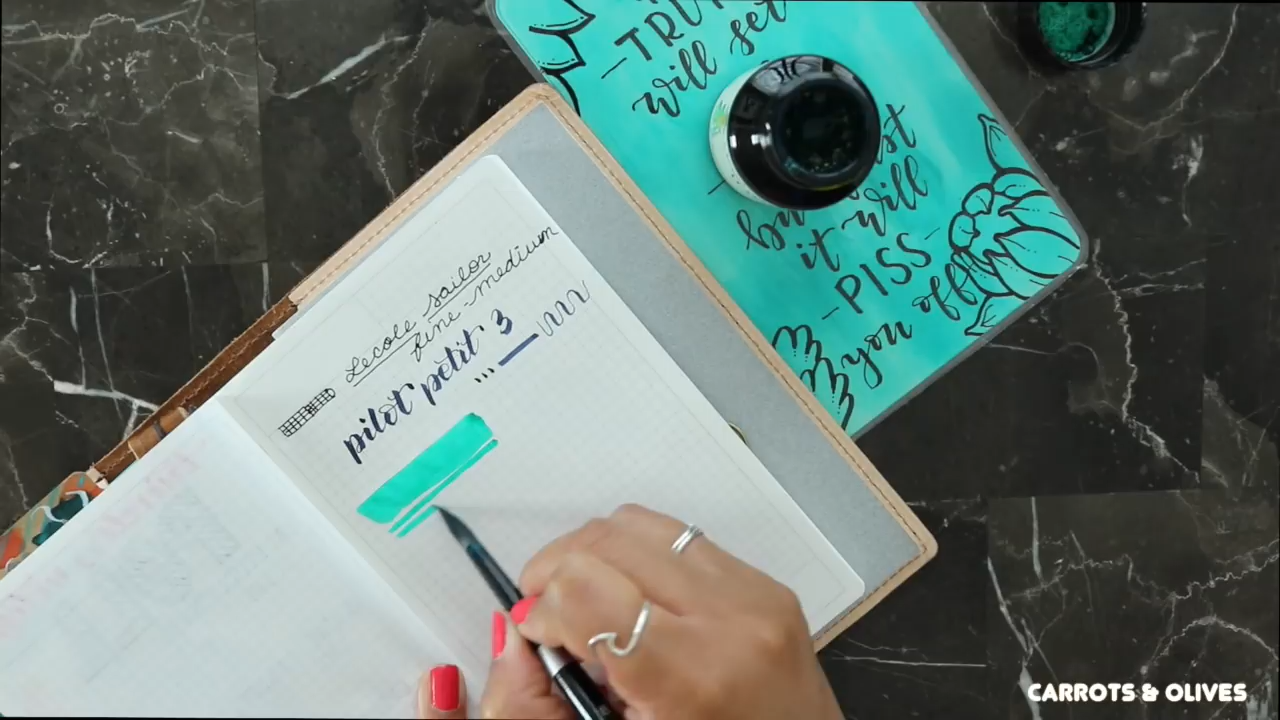 -TRU
will set
it will
-PISS-
you off
Lecole sailor
fine-medium
pilot petit 3
CARROTS & OLIVES